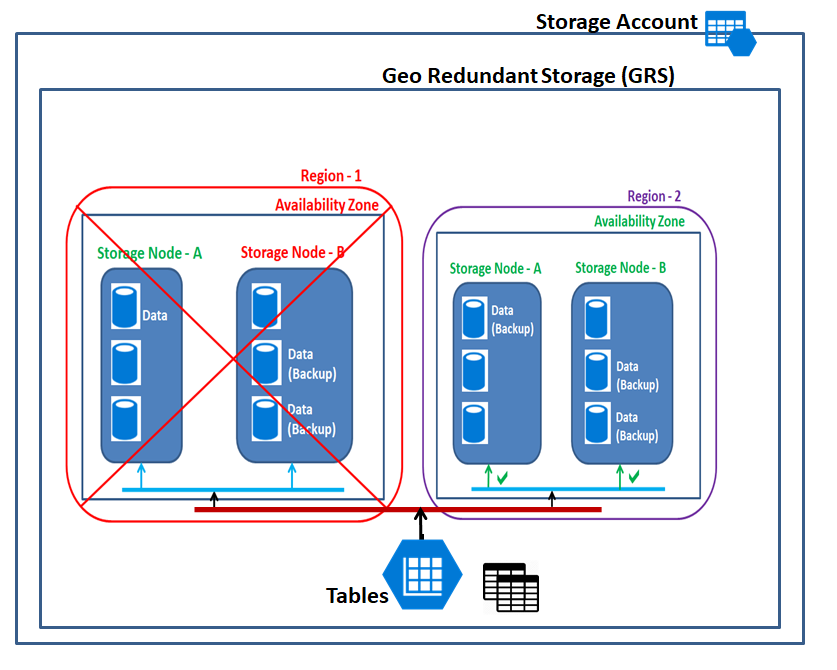 Storage Account
Geo Redundant Storage (GRS)
Region - 1
Availability Zone
Storage Node - A
Storage Node - B
Data
Data
(Backup)
Data
(Backup)
Region - 2
Availability Zone
Storage Node - A
Storage Node - B
Data
(Backup)
Data
(Backup)
Data
(Backup)
Tables